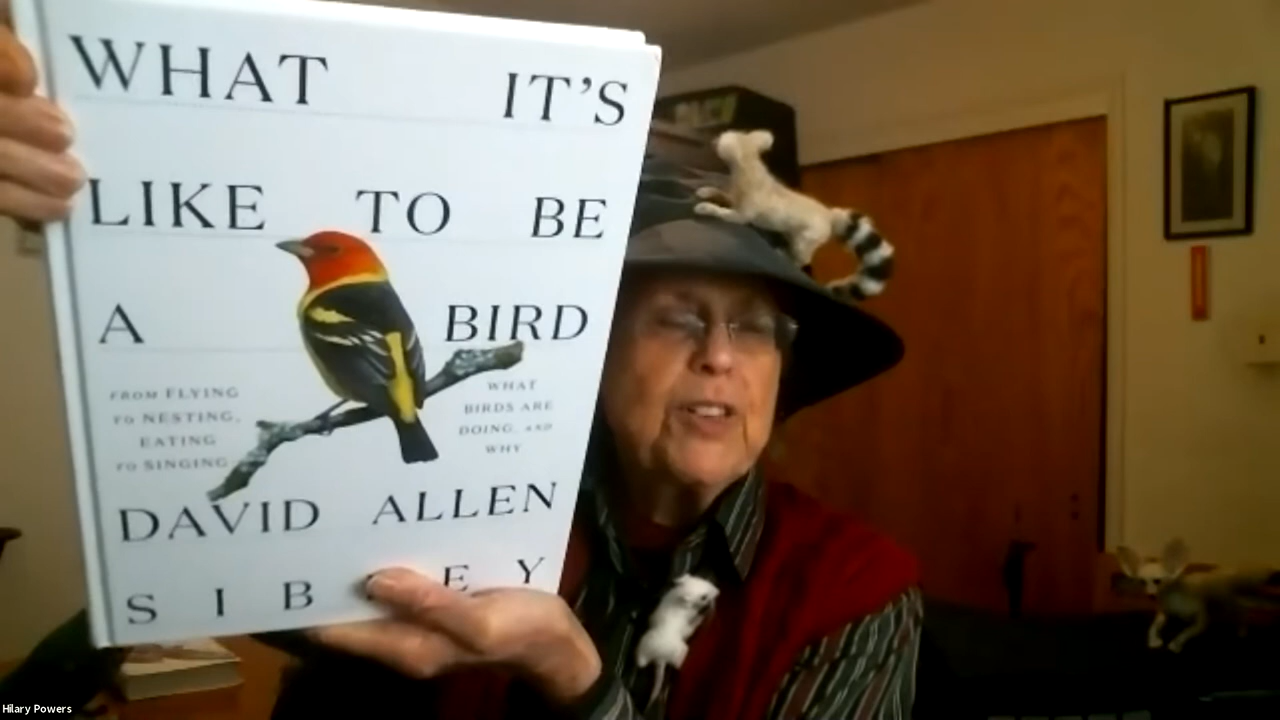 WHAT IT'S
LIKE TO BE
A BIRD
FROM FLYING
TO NESTING,
EATING
TO SINGING
WHAT
BIRDS ARE
DOING, AND
WHY
DAVID ALLEN
S I B E Y
Hilary Powers